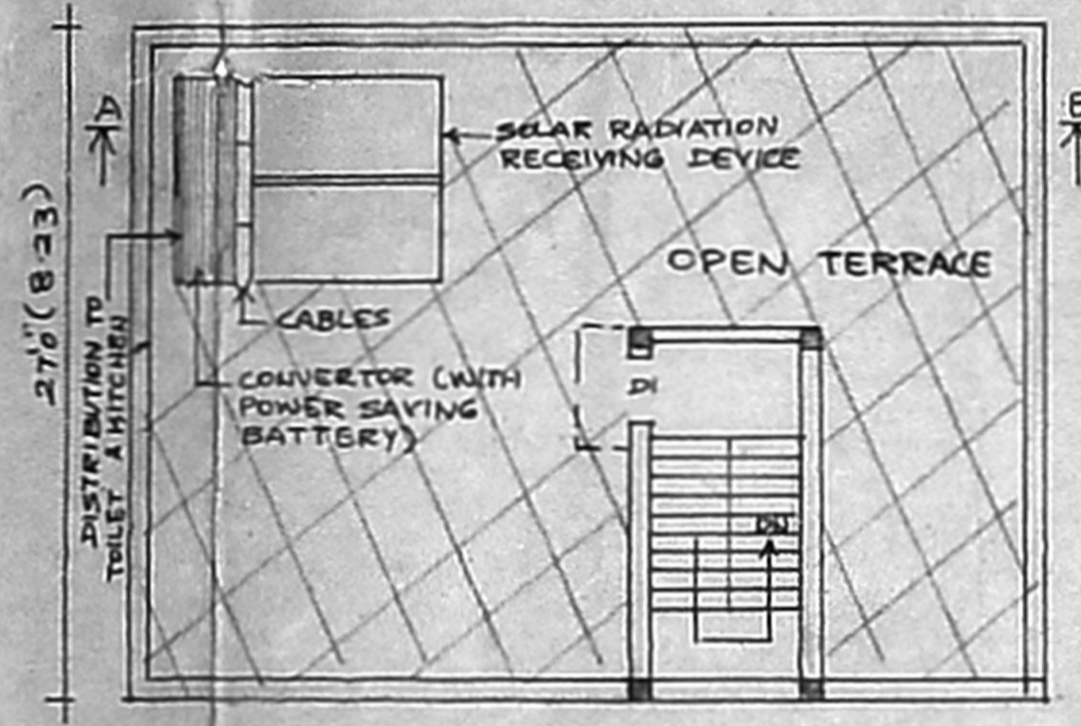 A
B
SOLAR RADIATION
RECEIVING DEVICE
OPEN TERRACE
27'0" (8.23)
DISTRIBUTION TO
TOILET & KITCHEN
CABLES
CONVERTOR (WITH
POWER SAVING
BATTERY)
D1
DN